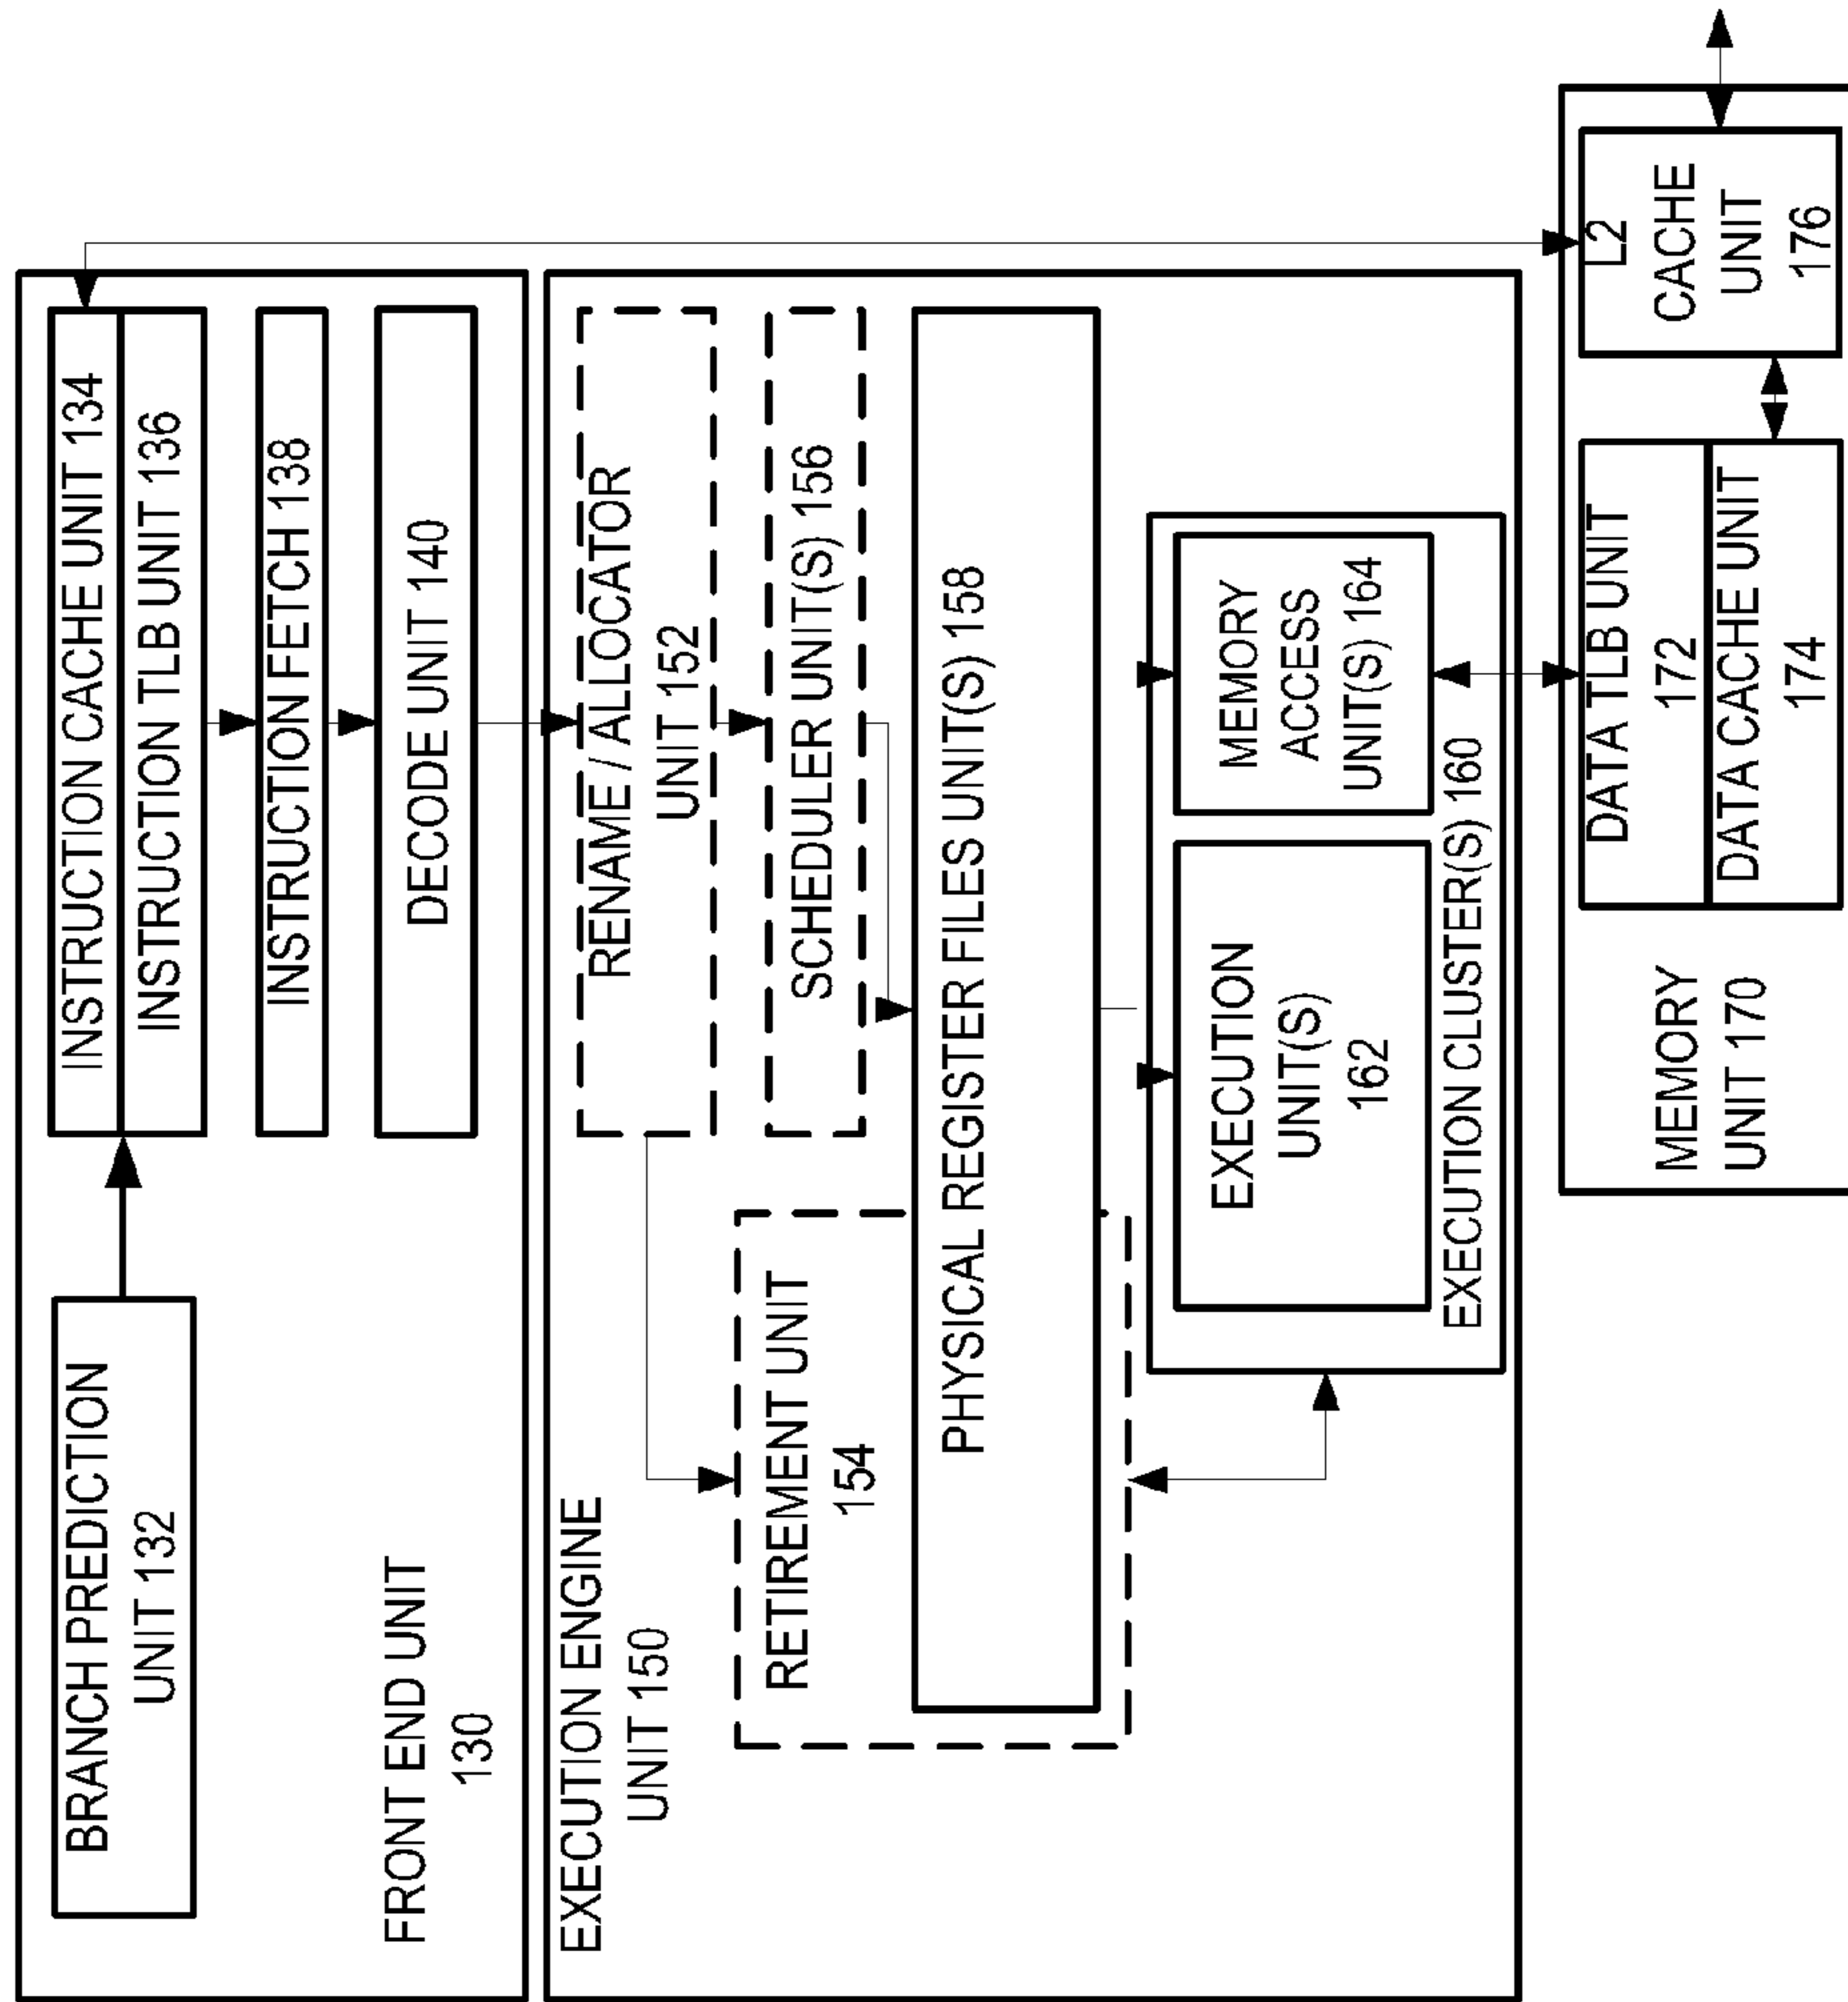 BRANCH PREDICTION
UNIT 132
INSTRUCTION CACHE UNIT 134
INSTRUCTION TLB UNIT 136
INSTRUCTION FETCH 138
DECODE UNIT 140
FRONT END UNIT
130
EXECUTION ENGINE
UNIT 150
RENAME / ALLOCATOR
UNIT 152
RETIREMENT UNIT
154
SCHEDULER UNIT(S) 156
PHYSICAL REGISTER FILES UNIT(S) 158
EXECUTION
UNIT(S)
162
MEMORY
ACCESS
UNIT(S) 164
EXECUTION CLUSTER(S) 160
MEMORY
UNIT 170
DATA TLB UNIT
172
DATA CACHE UNIT
174
L2
CACHE
UNIT
176